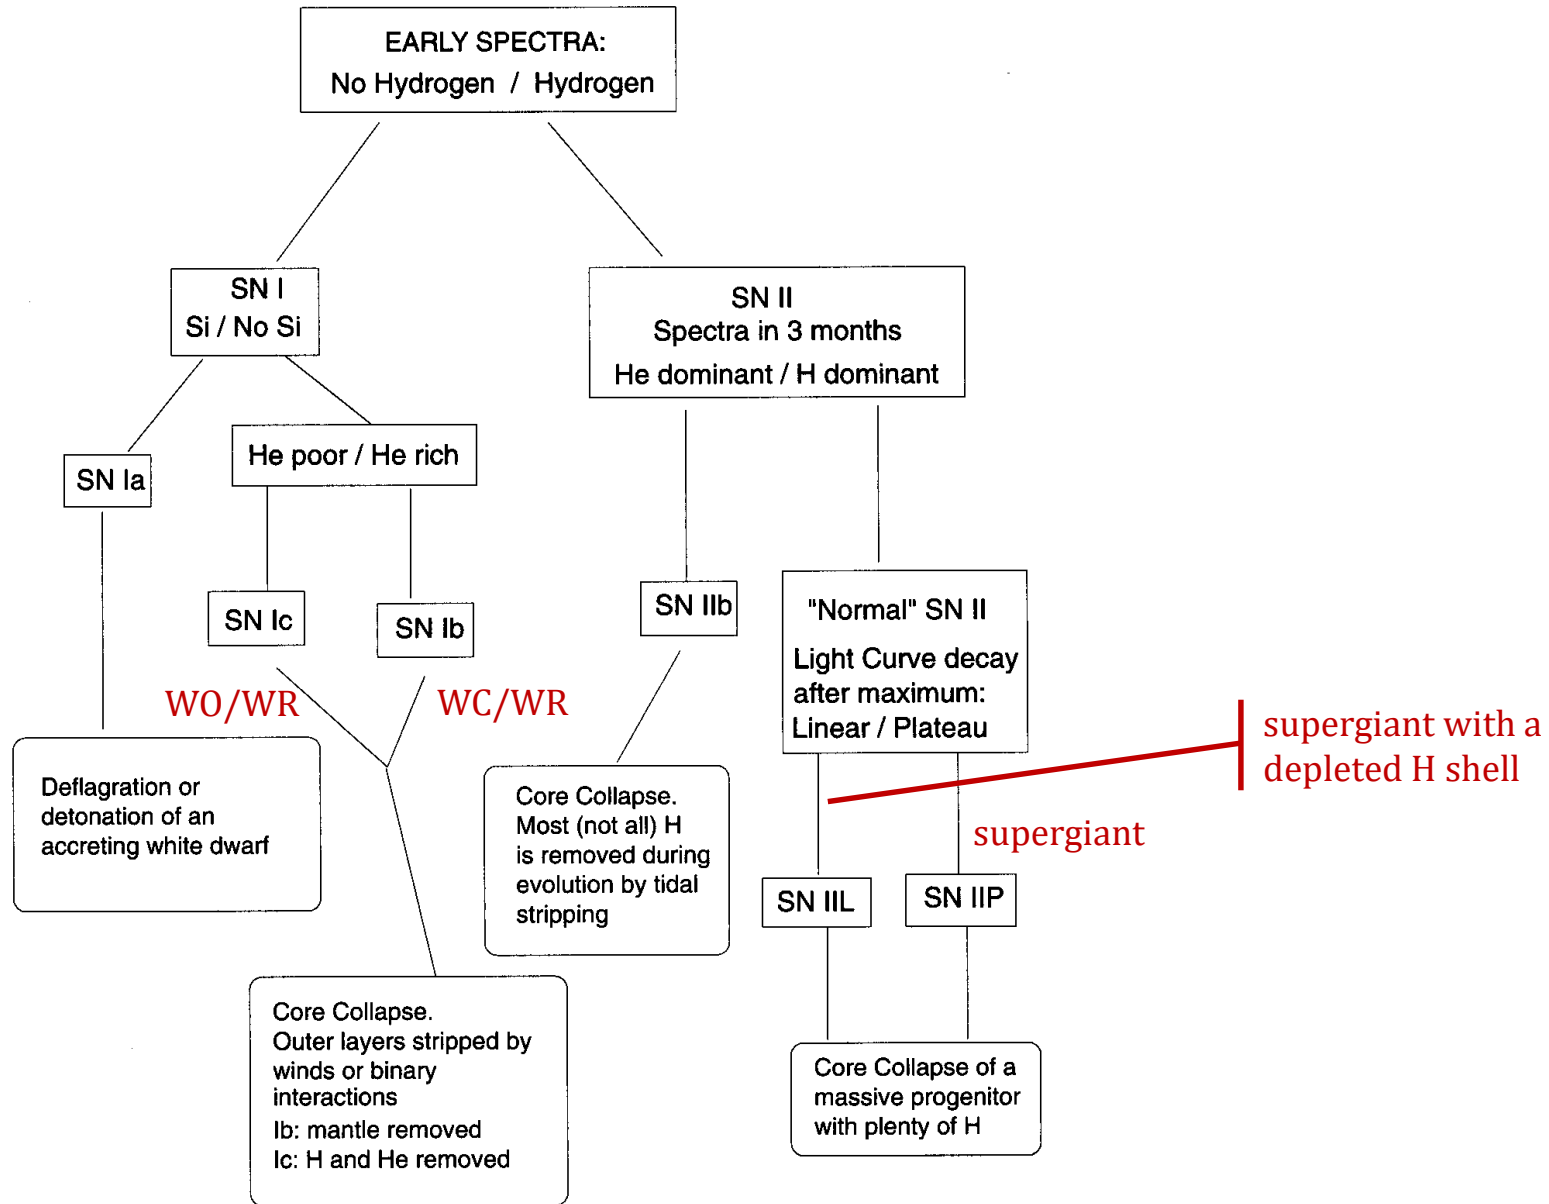 EARLY SPECTRA:
No Hydrogen / Hydrogen
SN I
Si / No Si
SN II
Spectra in 3 months
He dominant / H dominant
SN Ia
He poor / He rich
SN Ic
SN Ib
SN IIb
"Normal" SN II
Light Curve decay
after maximum:
Linear / Plateau
WO/WR
WC/WR
supergiant with a
depleted H shell
supergiant
Deflagration or
detonation of an
accreting white dwarf
Core Collapse.
Most (not all) H
is removed during
evolution by tidal
stripping
SN IIL
SN IIP
Core Collapse.
Outer layers stripped by
winds or binary
interactions
Ib: mantle removed
Ic: H and He removed
Core Collapse of a
massive progenitor
with plenty of H